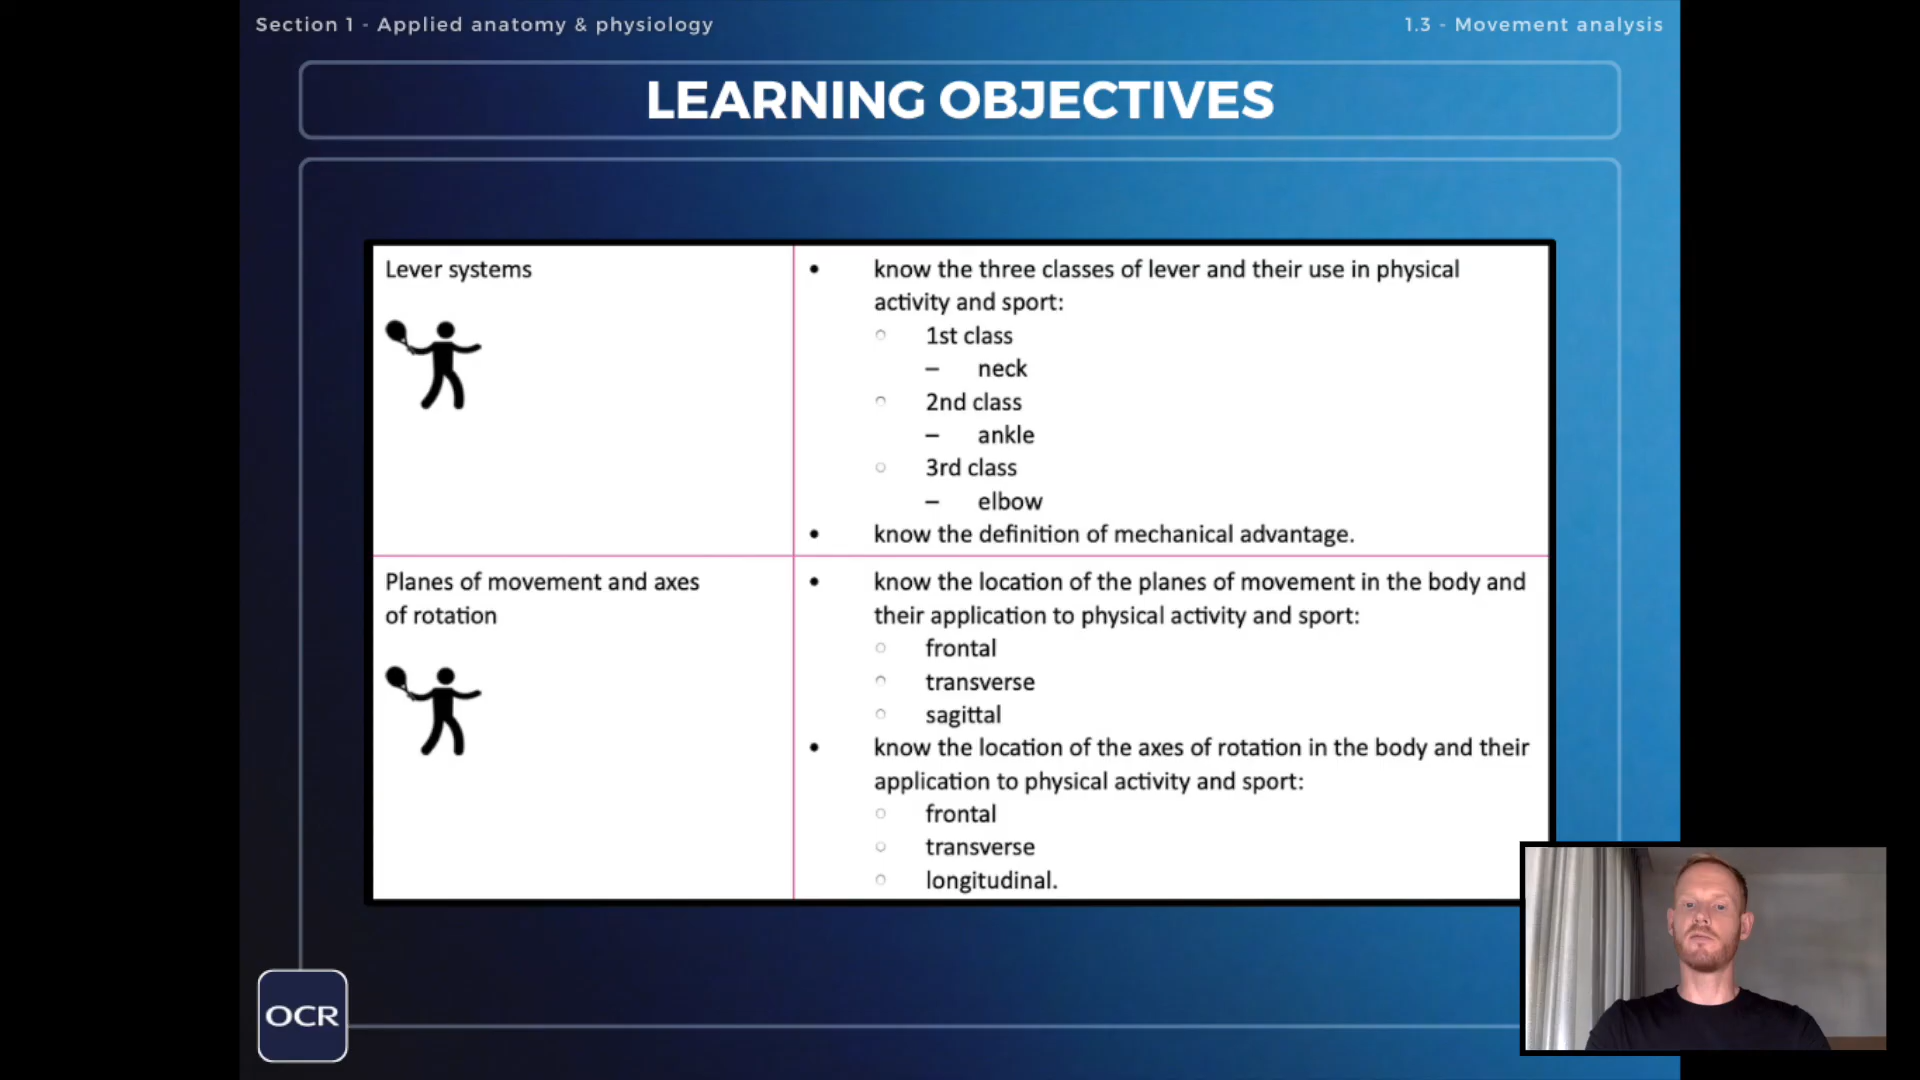 Section 1 - Applied anatomy & physiology
1.3 - Movement analysis
LEARNING OBJECTIVES
Lever systems
• know the three classes of lever and their use in physical
activity and sport:
○ 1st class
– neck
○ 2nd class
– ankle
○ 3rd class
– elbow
• know the definition of mechanical advantage.
Planes of movement and axes
of rotation
• know the location of the planes of movement in the body and
their application to physical activity and sport:
○ frontal
○ transverse
○ sagittal
• know the location of the axes of rotation in the body and their
application to physical activity and sport:
○ frontal
○ transverse
○ longitudinal.
OCR